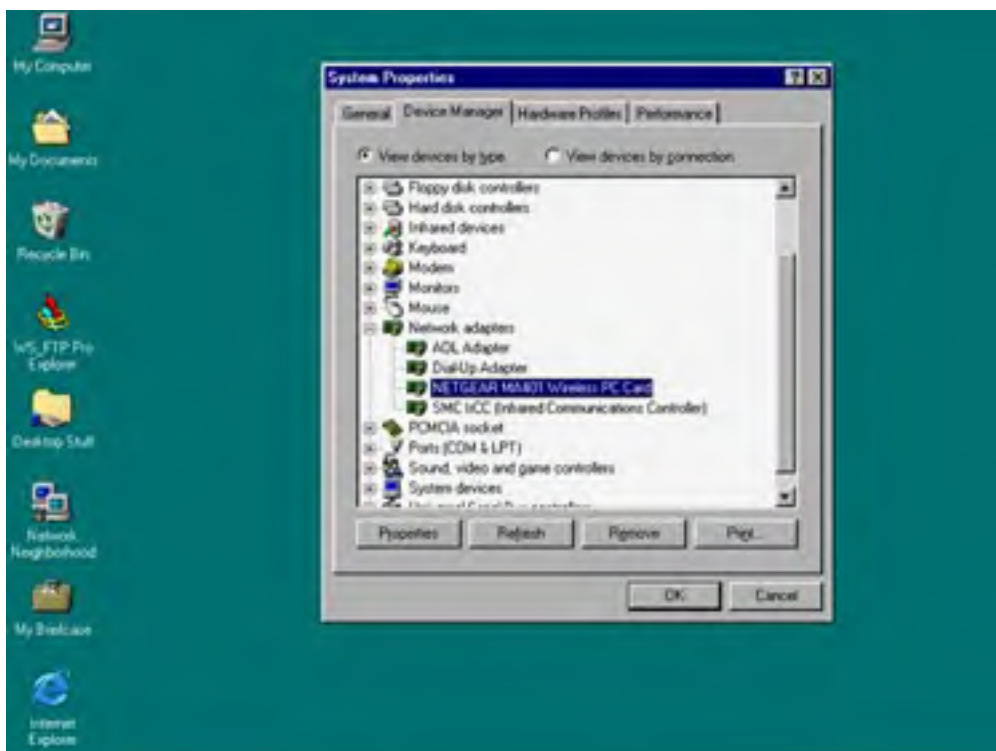 My Computer
My Documents
Recycle Bin
WS_FTP Pro
Explorer
Desktop Stuff
Network
Neighborhood
My Briefcase
Internet
Explorer
System Properties
General
Device Manager
Hardware Profiles
Performance
View devices by type
View devices by connection
Floppy disk controllers
Hard disk controllers
Infrared devices
Keyboard
Modem
Monitors
Mouse
Network adapters
AOL Adapter
Dial-Up Adapter
NETGEAR MA401 Wireless PC Card
SMC IrCC (Infrared Communications Controller)
PCMCIA socket
Ports (COM & LPT)
Sound, video and game controllers
System devices
Properties
Refresh
Remove
Print...
OK
Cancel